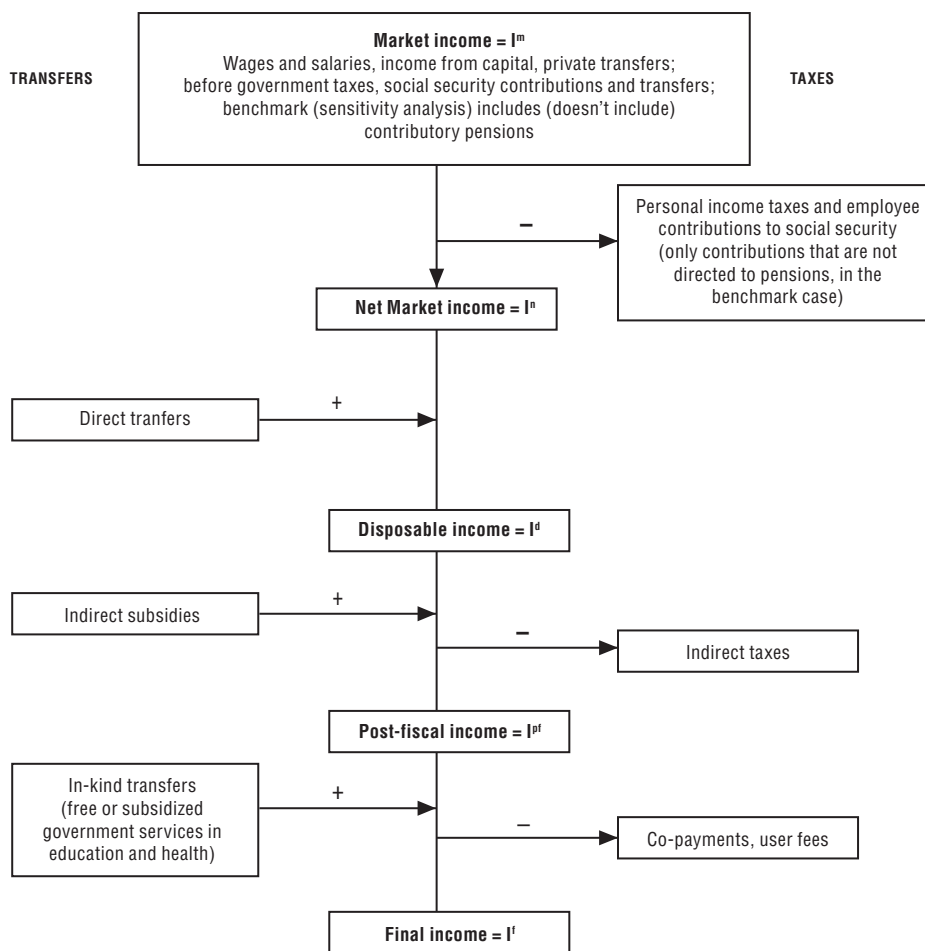 Market income = Iᵐ
Wages and salaries, income from capital, private transfers;
before government taxes, social security contributions and transfers;
benchmark (sensitivity analysis) includes (doesn't include)
contributory pensions
TRANSFERS
TAXES
–
Personal income taxes and employee
contributions to social security
(only contributions that are not
directed to pensions, in the
benchmark case)
Net Market income = Iⁿ
+
Direct tranfers
Disposable income = Iᵈ
+
Indirect subsidies
–
Indirect taxes
Post-fiscal income = Iᵖᶠ
In-kind transfers
(free or subsidized
government services in
education and health)
+
–
Co-payments, user fees
Final income = Iᶠ